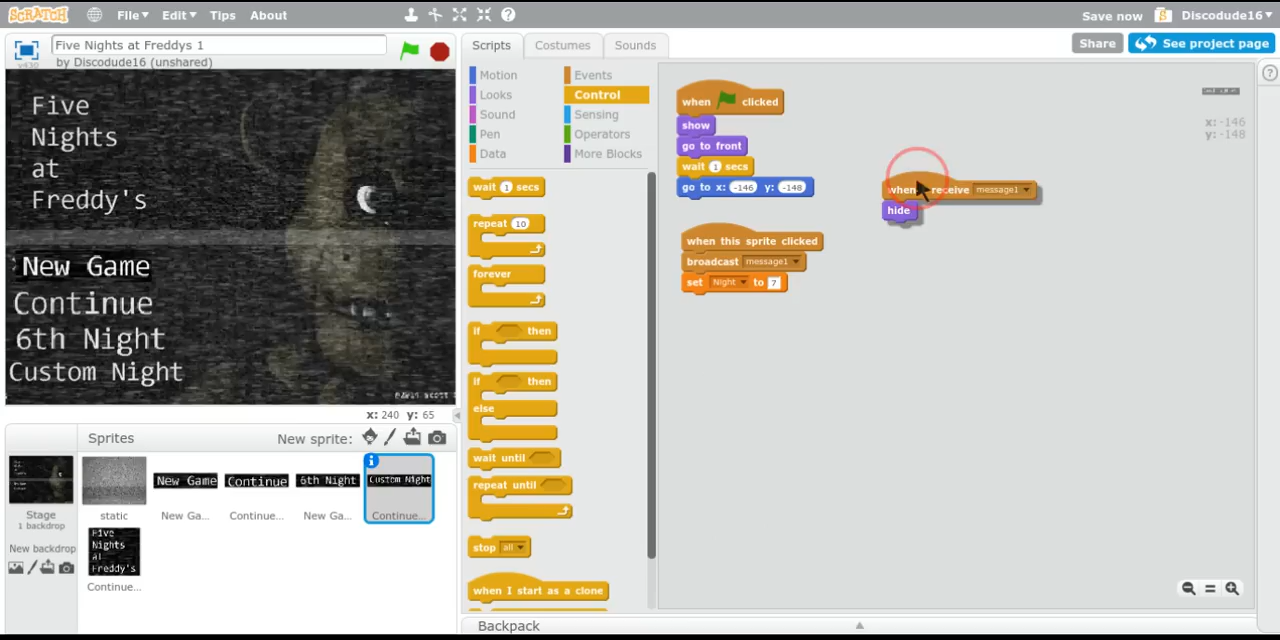 SCRATCH File▼ Edit▼ Tips About Save now Discodude16▼
Five Nights at Freddys 1
by Discodude16 (unshared)
v430
Share
See project page
Five
Nights
at
Freddy's
New Game
Continue
6th Night
Custom Night
x: 240 y: 65
Sprites
New sprite:
Stage
1 backdrop
New backdrop
static
New Game
New Ga...
Continue
Continue...
6th Night
New Ga...
Custom Night
Continue...
Five
Nights
at
Freddy's
Continue...
Scripts Costumes Sounds
Motion Events
Looks Control
Sound Sensing
Pen Operators
Data More Blocks
wait 1 secs
repeat 10
forever
if then
if then
else
wait until
repeat until
stop all
when I start as a clone
when clicked
show
go to front
wait 1 secs
go to x: -146 y: -148
when this sprite clicked
broadcast message1
set Night to 7
when receive message1
hide
x: -146
y: -148
Backpack